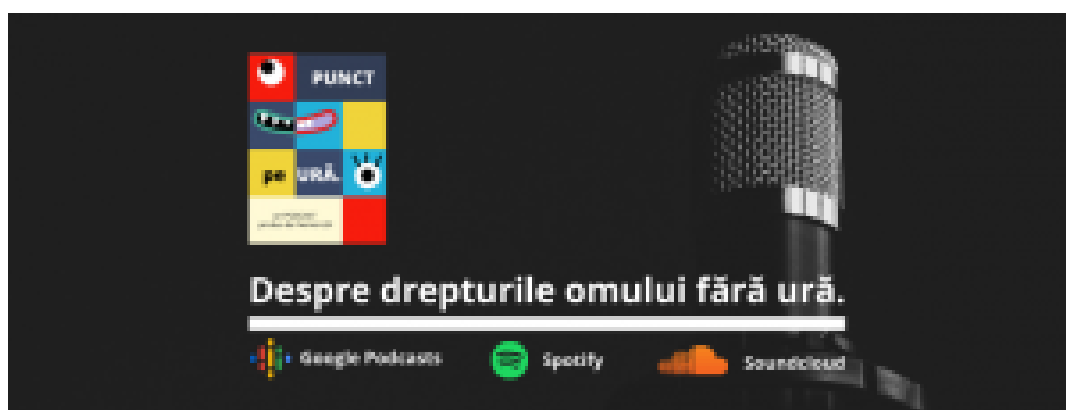 PUNCT
pe URĂ.
Despre drepturile omului fără ură.
Google Podcasts
Spotify
Soundcloud